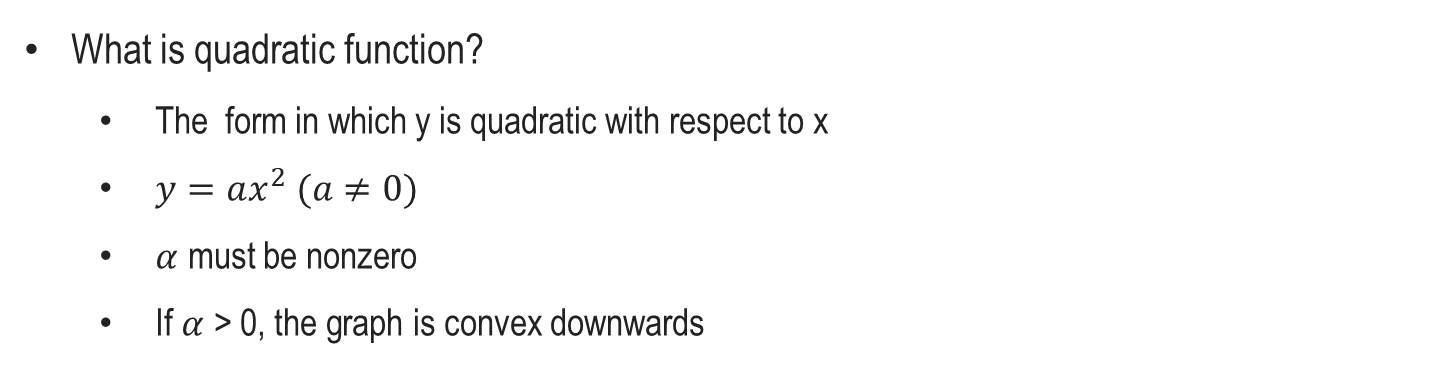 • What is quadratic function?
• The  form in which y is quadratic with respect to x
• y = ax² (a ≠ 0)
• α must be nonzero
• If α > 0, the graph is convex downwards